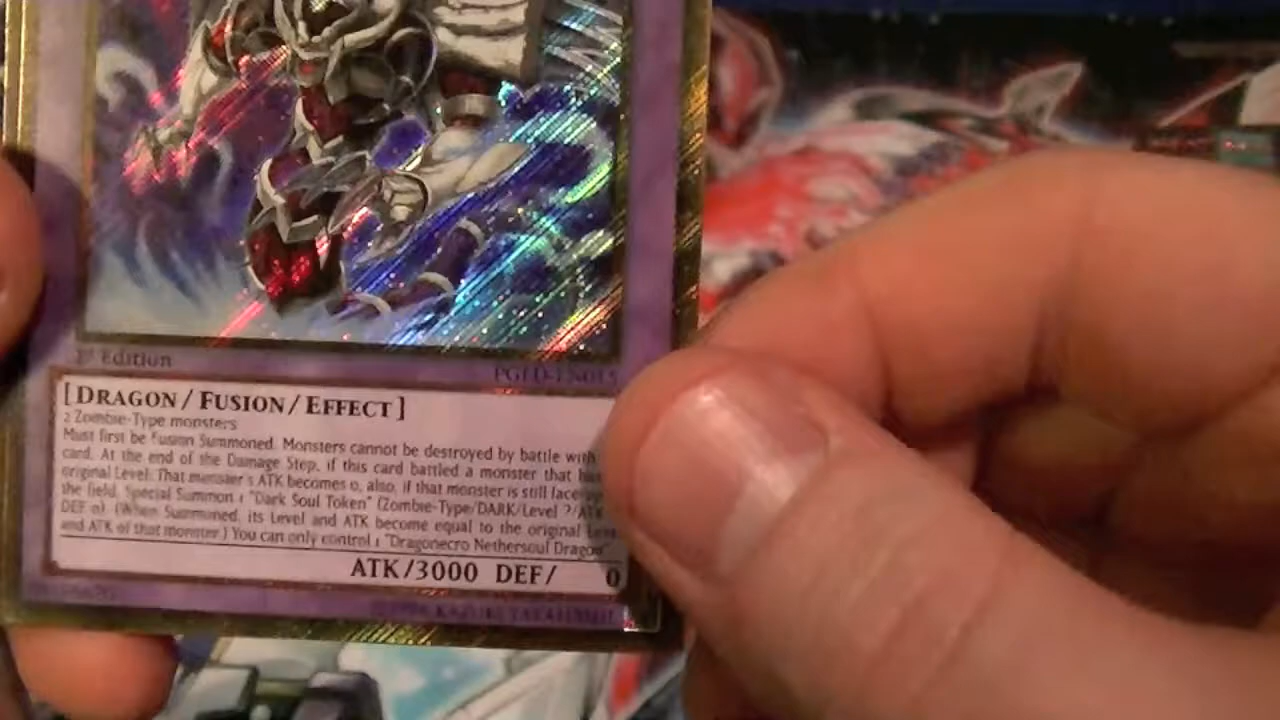 1st Edition
PGLD-EN015
[DRAGON/FUSION/EFFECT]
2 Zombie-Type monsters
Must first be Fusion Summoned. Monsters cannot be destroyed by battle with
card. At the end of the Damage Step, if this card battled a monster that
original Level: That monster's ATK becomes 0, also, if that monster is still face-up
the field, Special Summon 1 "Dark Soul Token" (Zombie-Type/DARK/Level ?/ATK
DEF 0). (When Summoned, its Level and ATK become equal to the original
and ATK of that monster.) You can only control 1 "Dragonecro Nethersoul Dragon"
ATK/3000 DEF/ 0
KAZUKI TAKAHASHI